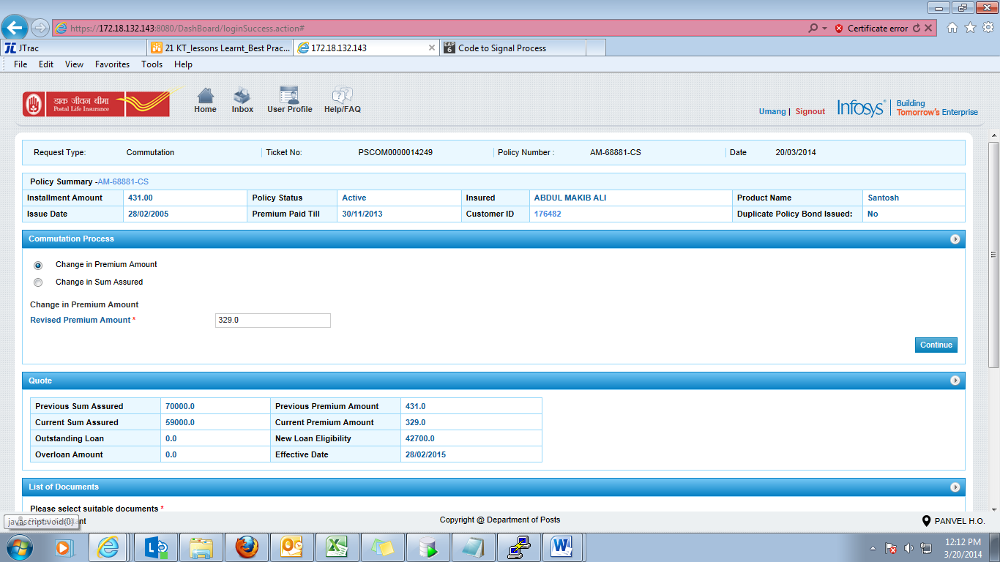 https://172.18.132.143:8080/DashBoard/loginSuccess.action#
Certificate error
JTrac
21 KT_lessons Learnt_Best Prac...
172.18.132.143
CAP 6
Code to Signal Process
File Edit View Favorites Tools Help
डाक जीवन बीमा
Postal Life Insurance
Home
Inbox
User Profile
Help/FAQ
Umang | Signout
Infosys® | Building Tomorrow's Enterprise
Request Type: Commutation Ticket No: PSCOM0000014249 Policy Number : AM-68881-CS Date 20/03/2014
Policy Summary -AM-68881-CS
Installment Amount 431.00 Policy Status Active Insured ABDUL MAKIB ALI Product Name Santosh
Issue Date 28/02/2005 Premium Paid Till 30/11/2013 Customer ID 176482 Duplicate Policy Bond Issued: No
Commutation Process
Change in Premium Amount
Change in Sum Assured
Change in Premium Amount
Revised Premium Amount * 329.0
Continue
Quote
Previous Sum Assured 70000.0 Previous Premium Amount 431.0
Current Sum Assured 59000.0 Current Premium Amount 329.0
Outstanding Loan 0.0 New Loan Eligibility 42700.0
Overloan Amount 0.0 Effective Date 28/02/2015
List of Documents
Please select suitable documents *
javascript:void(0)
Copyright @ Department of Posts
PANVEL H.O.
12:12 PM
3/20/2014